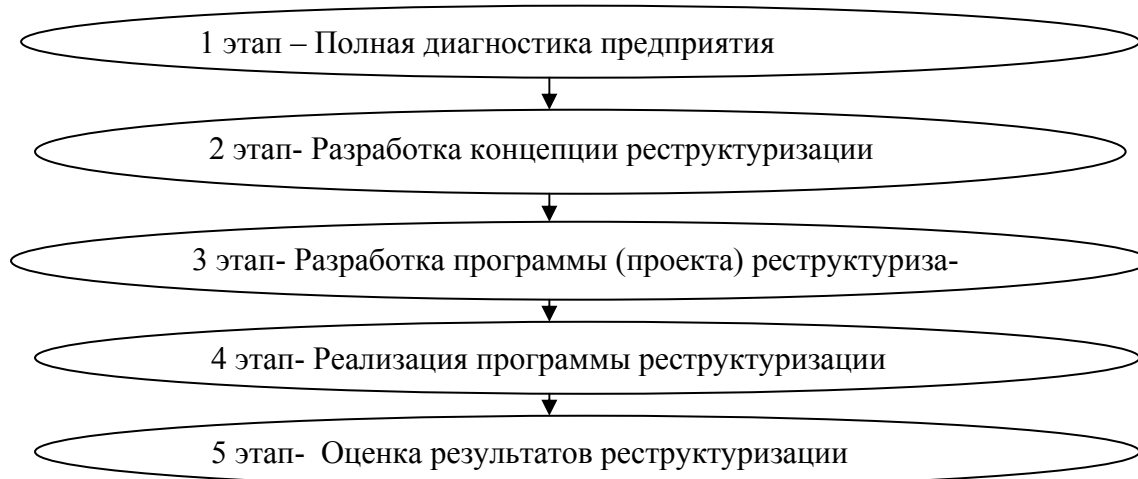 1 этап – Полная диагностика предприятия
2 этап- Разработка концепции реструктуризации
3 этап- Разработка программы (проекта) реструктуриза-
4 этап- Реализация программы реструктуризации
5 этап-  Оценка результатов реструктуризации